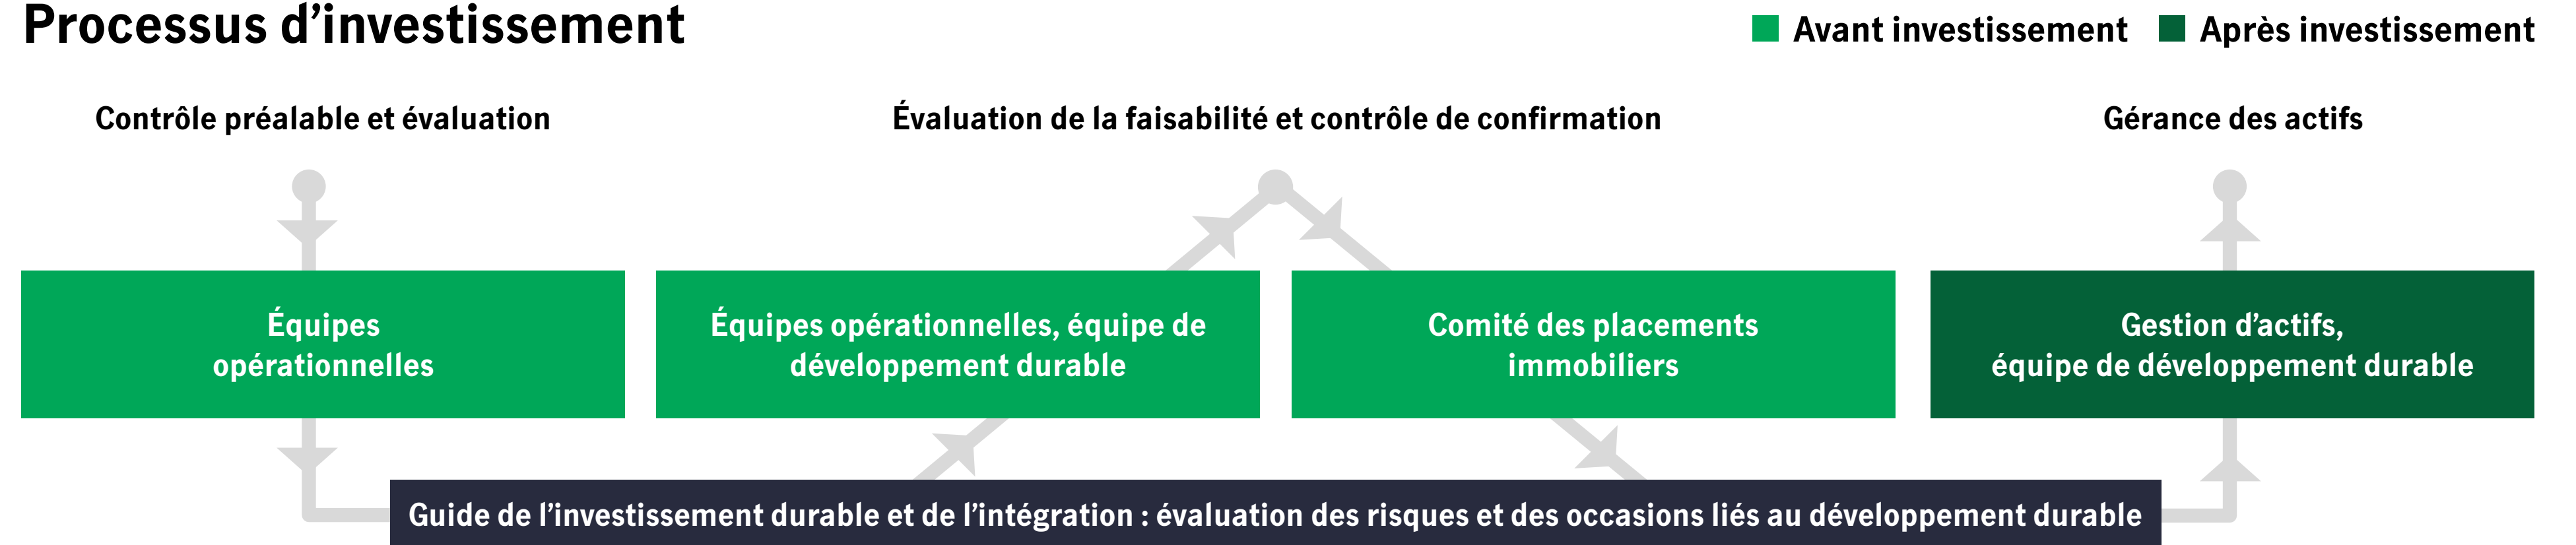 Processus d’investissement
Avant investissement
Après investissement
Contrôle préalable et évaluation
Évaluation de la faisabilité et contrôle de confirmation
Gérance des actifs
Équipes
opérationnelles
Équipes opérationnelles, équipe de
développement durable
Comité des placements
immobiliers
Gestion d’actifs,
équipe de développement durable
Guide de l’investissement durable et de l’intégration : évaluation des risques et des occasions liés au développement durable